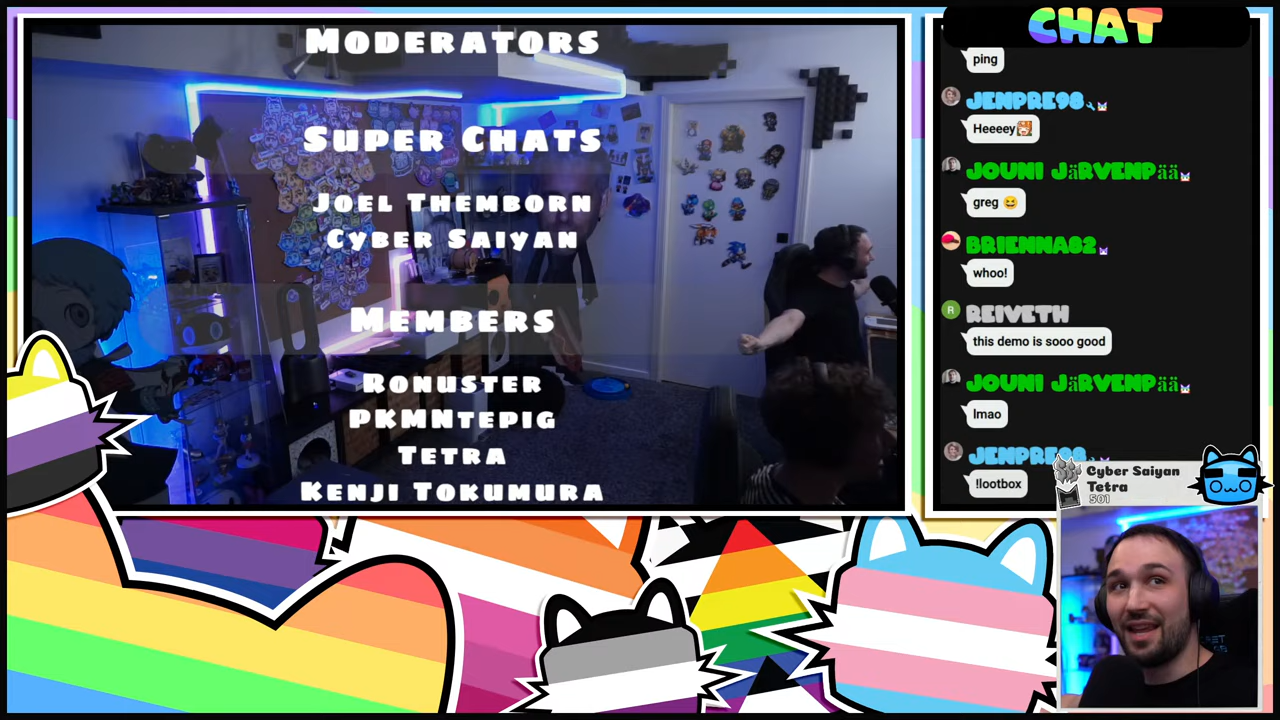 MODERATORS
SUPER CHATS
JOEL THEMBORN
CYBER SAIYAN
MEMBERS
RONUSTER
PKMNTEPIG
TETRA
KENJI TOKUMURA
CHAT
ping
JENPRE98
Heeeey
JOUNI JäRVENPää
greg
BRIENNA82
whoo!
R
REIVETH
this demo is sooo good
JOUNI JäRVENPää
lmao
JENPRE98
!lootbox
Cyber Saiyan
Tetra
501